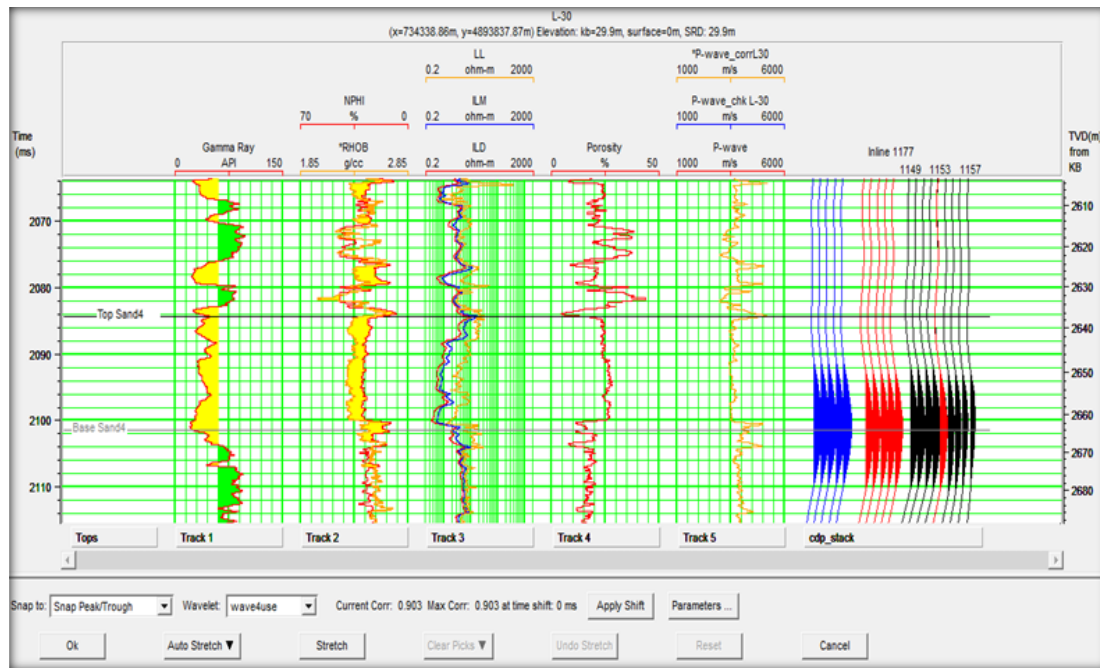 L-30
(x=734338.86m, y=4893837.87m) Elevation: kb=29.9m, surface=0m, SRD: 29.9m
LL *P-wave_corrL30
0.2 ohm-m 2000 1000 m/s 6000
NPHI ILM P-wave_chk L-30
70 % 0 0.2 ohm-m 2000 1000 m/s 6000
Time TVD(m)
(ms) from
Gamma Ray *RHOB ILD Porosity P-wave Inline 1177 KB
0 API 150 1.85 g/cc 2.85 0.2 ohm-m 2000 0 % 50 1000 m/s 6000 1149 1153 1157
2610
2070
2620
2080 2630
Top Sand4
2640
2090
2650
2100 2660
Base Sand4
2670
2110 2680
Tops Track 1 Track 2 Track 3 Track 4 Track 5 cdp_stack
Snap to: Snap Peak/Trough Wavelet: wave4use Current Corr: 0.903 Max Corr: 0.903 at time shift: 0 ms Apply Shift Parameters ...
Ok Auto Stretch ▼ Stretch Clear Picks ▼ Undo Stretch Reset Cancel